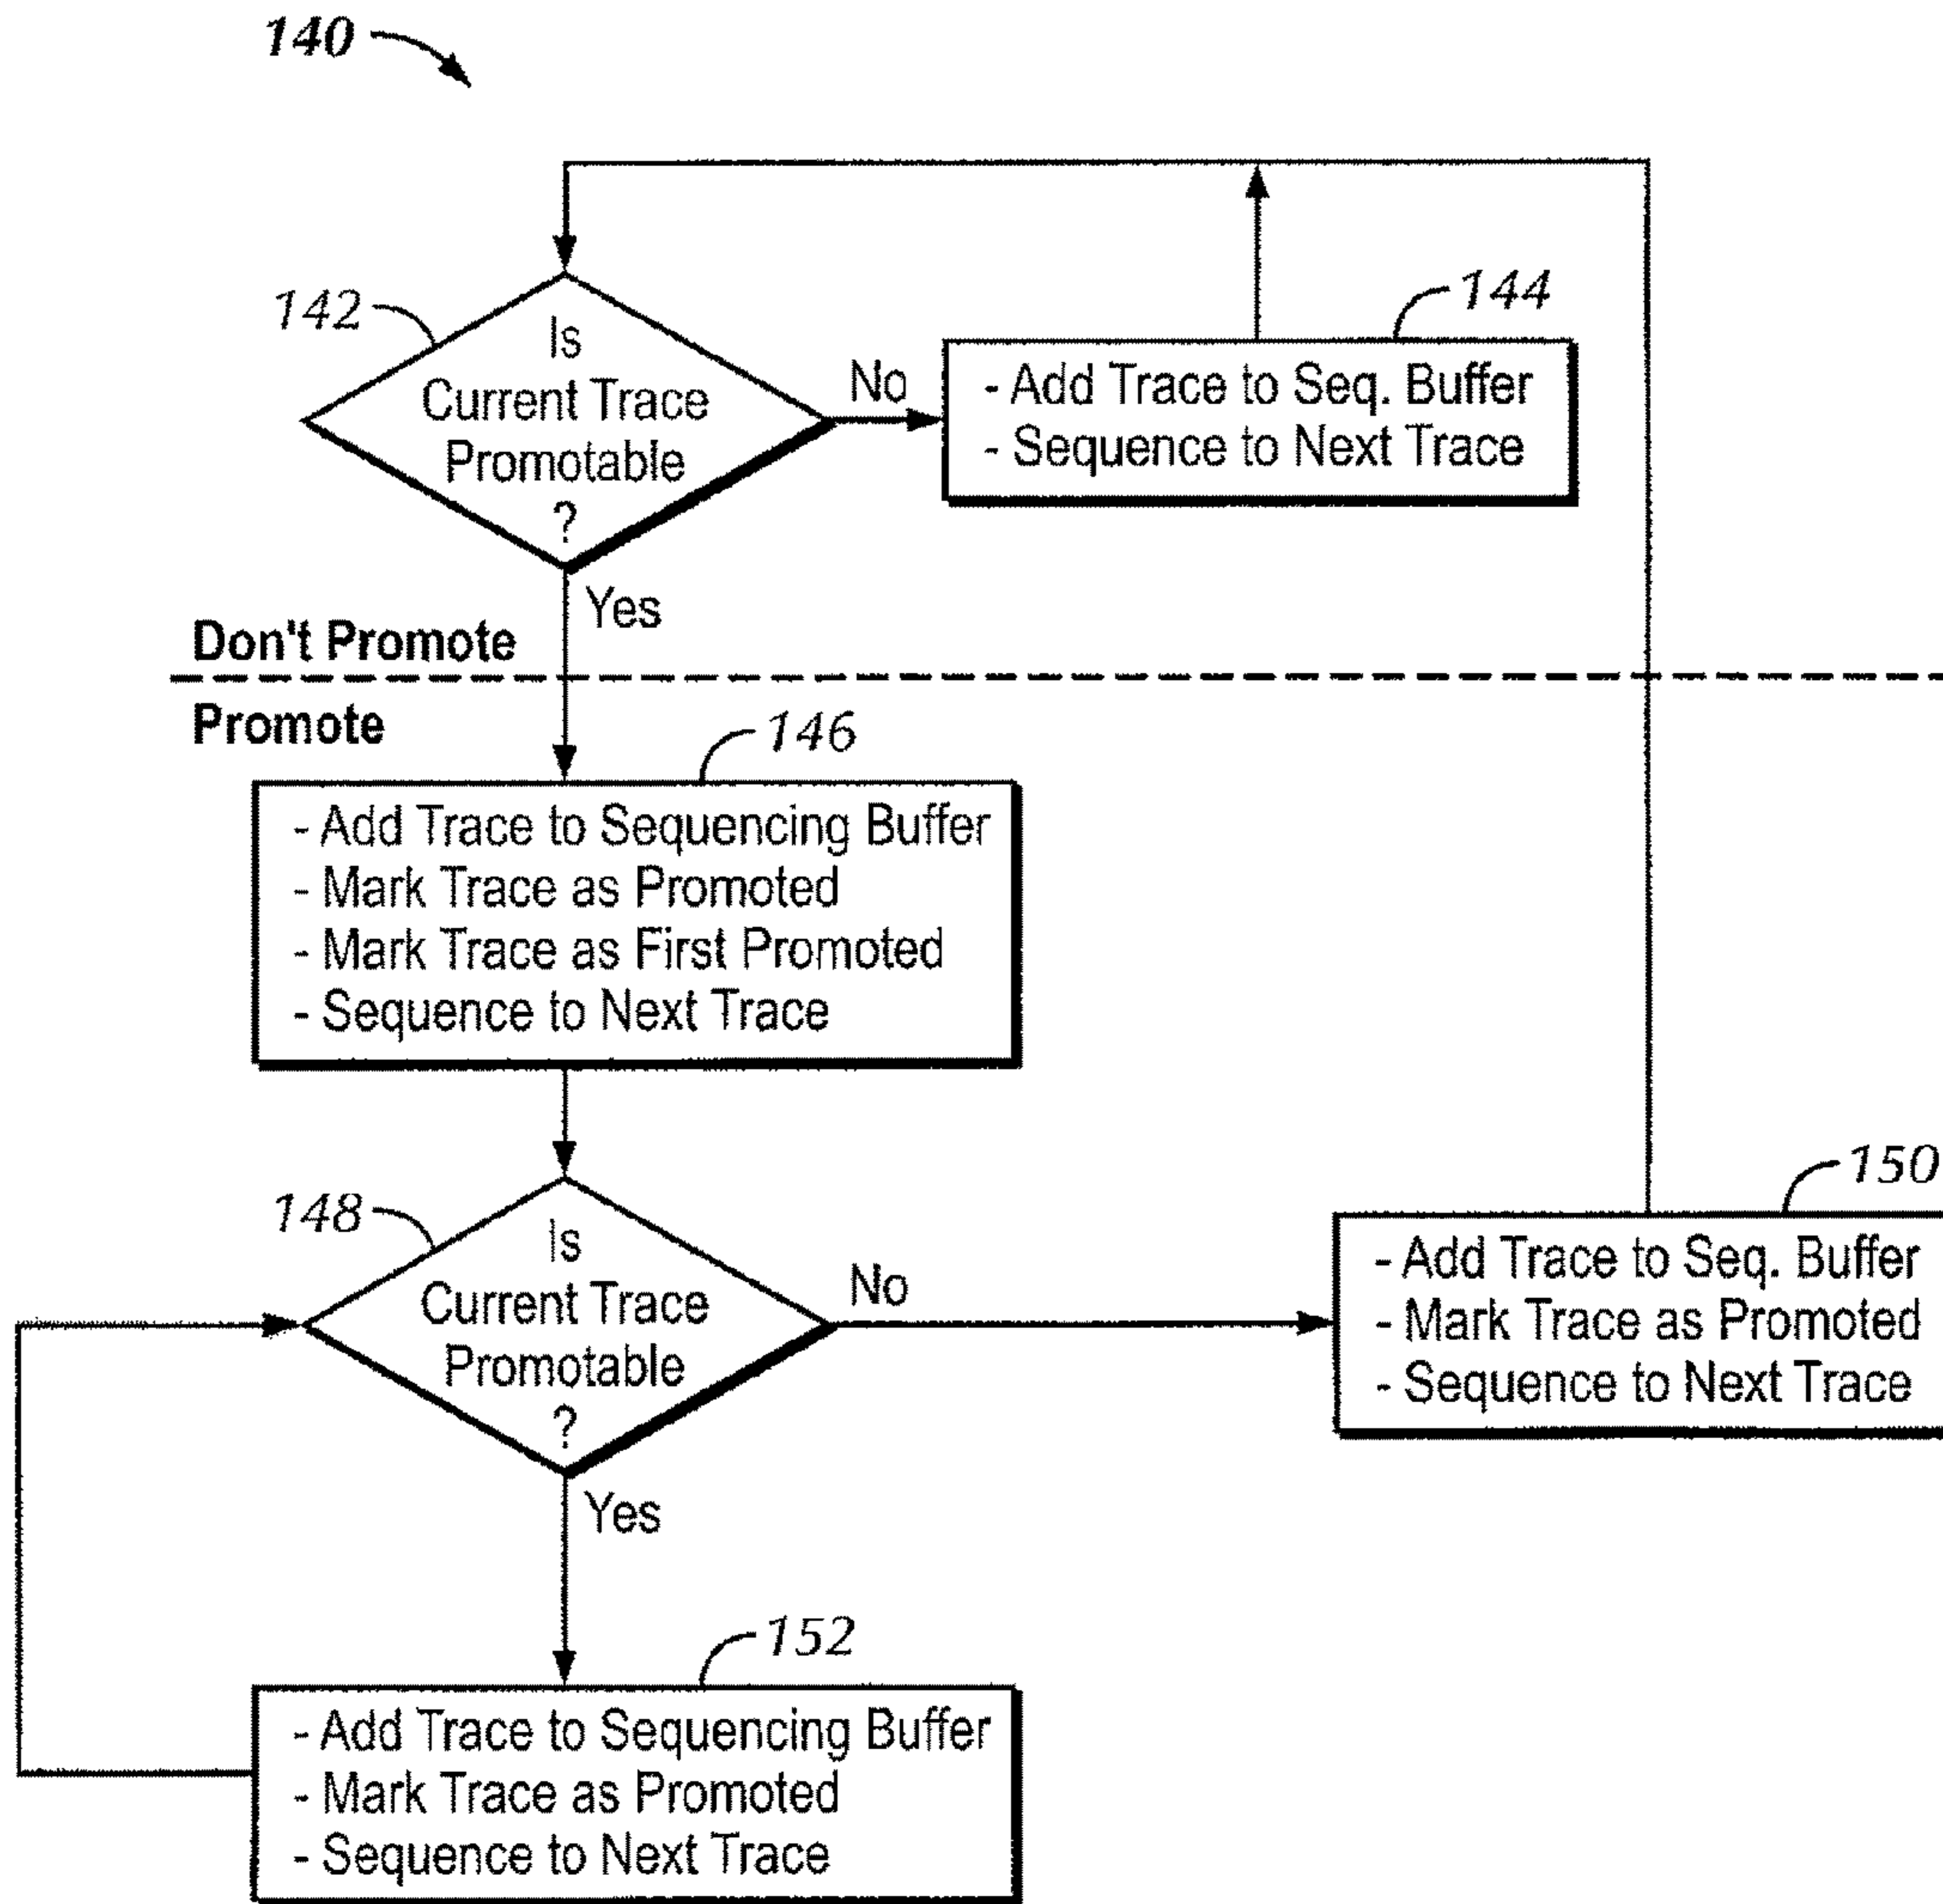 140
142
Is
Current Trace
Promotable
?
No
144
- Add Trace to Seq. Buffer
- Sequence to Next Trace
Yes
Don't Promote
Promote
146
- Add Trace to Sequencing Buffer
- Mark Trace as Promoted
- Mark Trace as First Promoted
- Sequence to Next Trace
148
Is
Current Trace
Promotable
?
No
150
- Add Trace to Seq. Buffer
- Mark Trace as Promoted
- Sequence to Next Trace
Yes
152
- Add Trace to Sequencing Buffer
- Mark Trace as Promoted
- Sequence to Next Trace